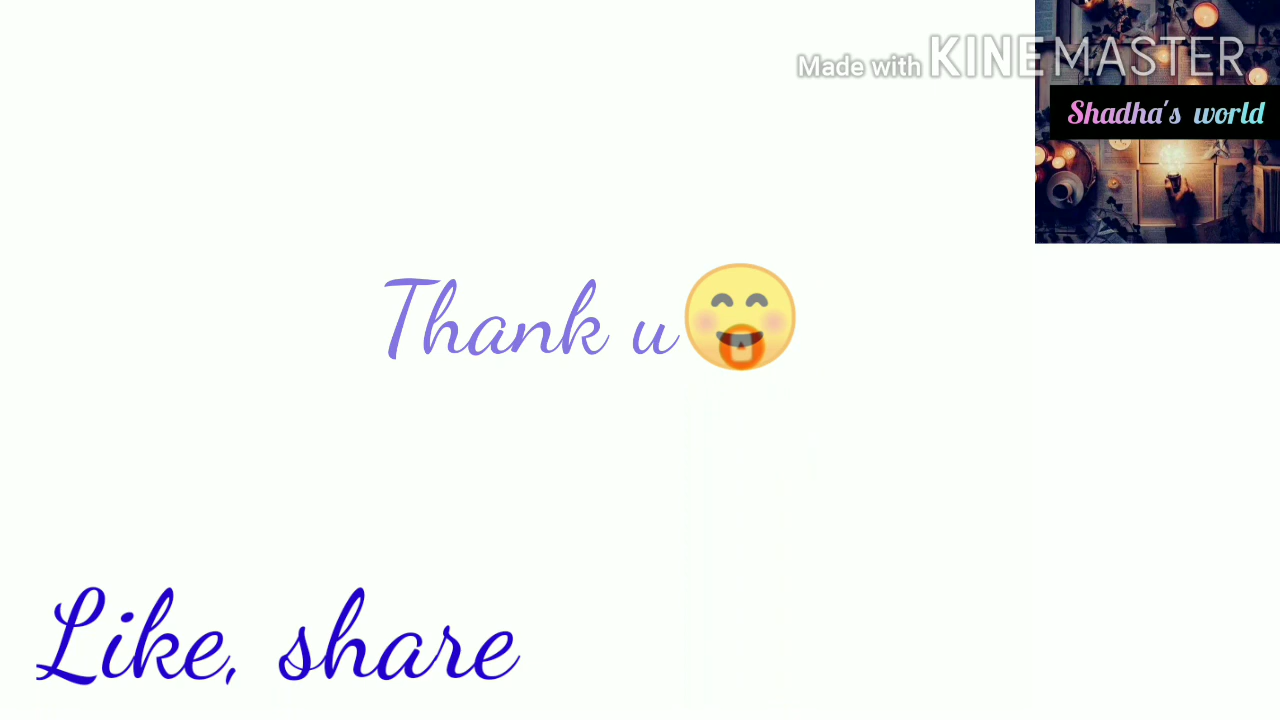 Made with KINEMASTER
Shadha's world
Thank u
Like, share